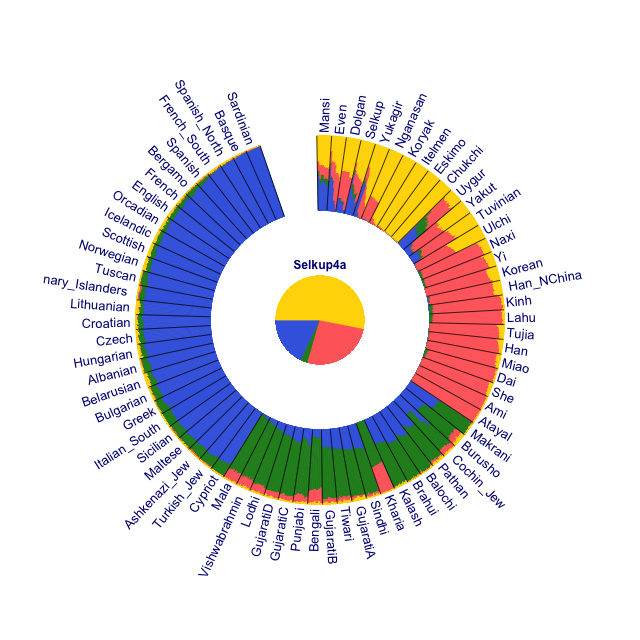 Mansi
Even
Dolgan
Selkup
Yukagir
Nganasan
Koryak
Itelmen
Eskimo
Chukchi
Uygur
Yakut
Tuvinian
Ulchi
Naxi
Yi
Korean
Han_NChina
Kinh
Lahu
Tujia
Han
Miao
Dai
She
Ami
Atayal
Makrani
Burusho
Cochin_Jew
Pathan
Balochi
Brahui
Kalash
Kharia
Sindhi
GujaratiA
Tiwari
GujaratiB
Bengali
Punjabi
GujaratiC
GujaratiD
Lodhi
Vishwabrahmin
Mala
Cypriot
Turkish_Jew
Ashkenazi_Jew
Maltese
Sicilian
Italian_South
Greek
Bulgarian
Belarusian
Albanian
Hungarian
Czech
Croatian
Lithuanian
nary_Islanders
Tuscan
Norwegian
Scottish
Icelandic
Orcadian
English
French
Bergamo
Spanish
French_South
Spanish_North
Basque
Sardinian
Selkup4a